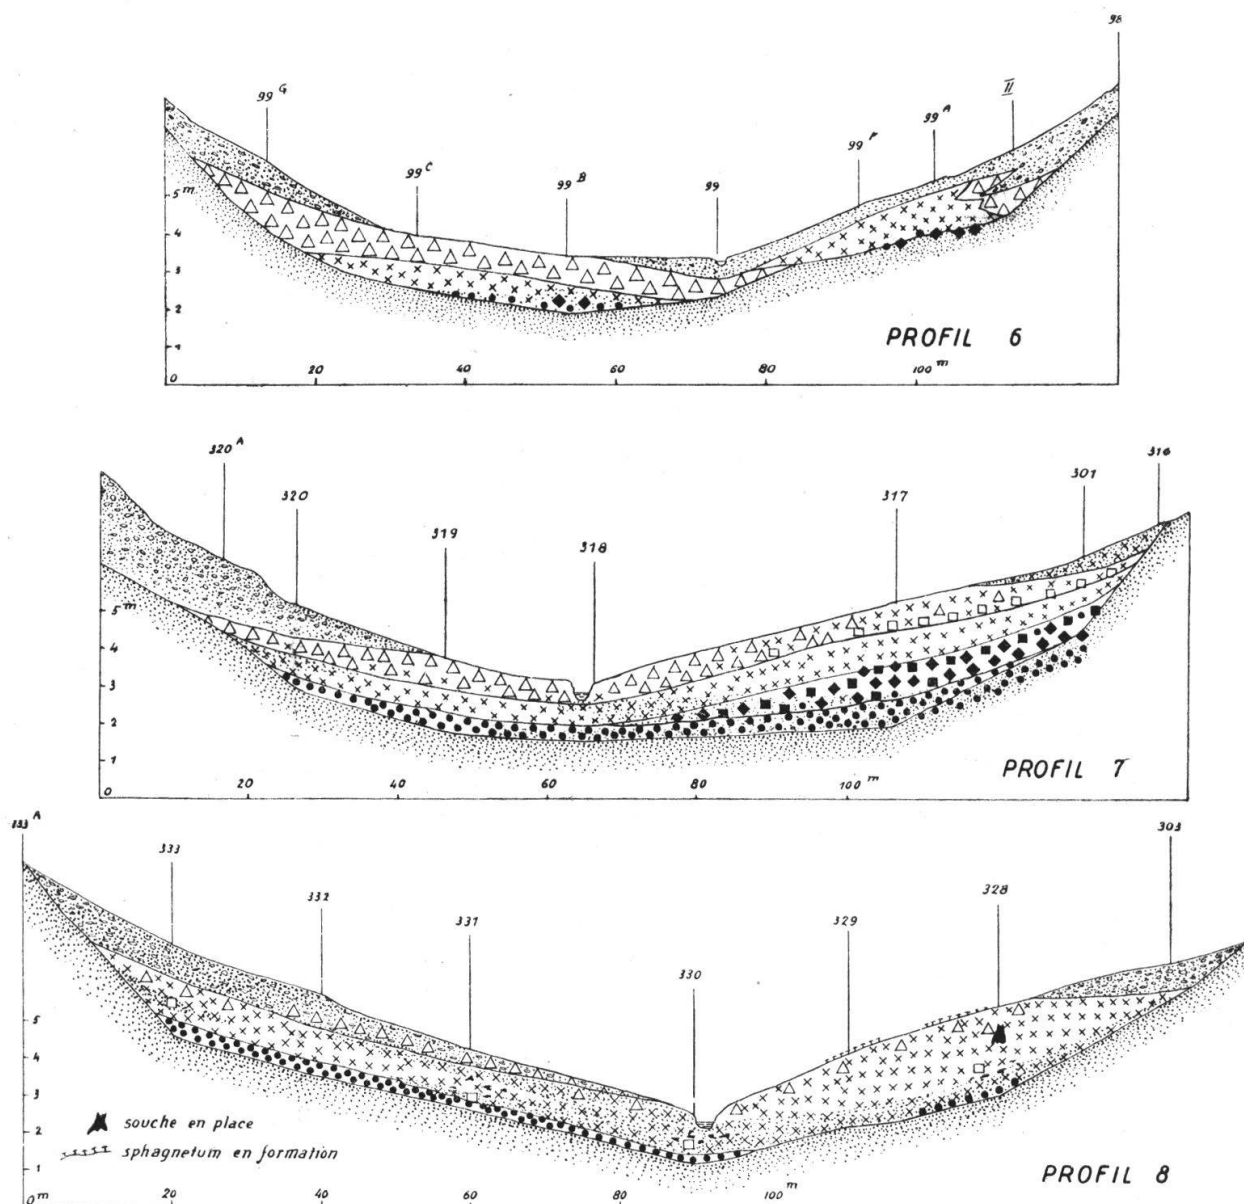 98
99 G
99 C
99 B
99
99 F
99 A
II
5 m
4
3
2
1
0
20
40
60
80
100 m
PROFIL 6
320 A
320
319
318
317
301
316
5 m
4
3
2
1
0
20
40
60
80
100 m
PROFIL 7
333 A
333
332
331
330
329
328
303
5
4
3
2
1
0 m
20
40
60
80
100 m
souche en place
sphagnetum en formation
PROFIL 8